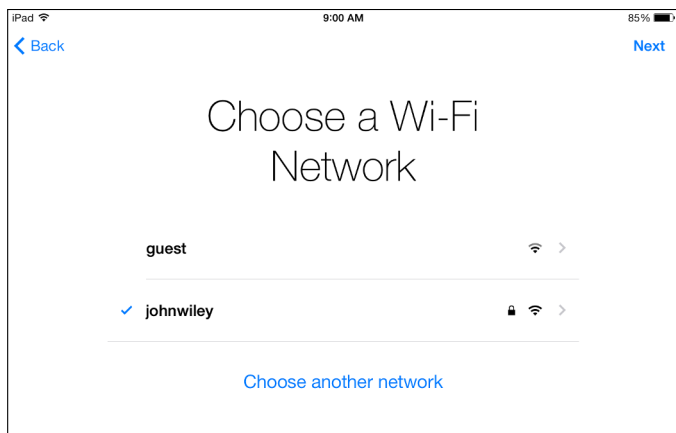 iPad 9:00 AM 85%
Back Next
Choose a Wi-Fi
Network
guest
johnwiley
Choose another network